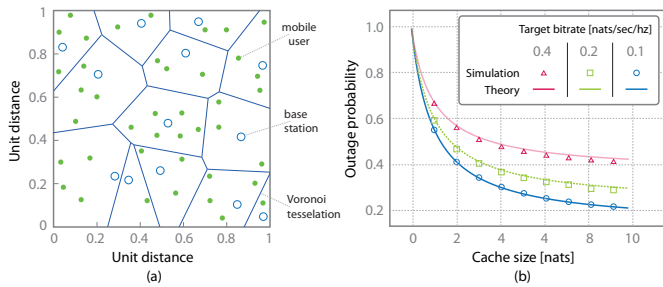 1
0.8
0.6
0.4
0.2
0
0
0.2
0.4
0.6
0.8
1
Unit distance
Unit distance
(a)
mobile
user
base
station
Voronoi
tesselation
1.0
0.8
0.6
0.4
0.2
0
2
4
4
6
10
Outage probability
Cache size [nats]
(b)
Target bitrate [nats/sec/hz]
0.4 0.2 0.1
Simulation
Theory